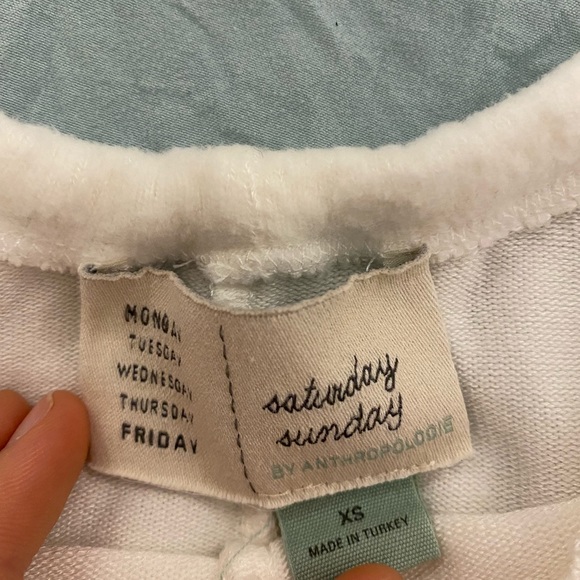 MONDAY
TUESDAY
WEDNESDAY
THURSDAY
FRIDAY
saturday
sunday
BY ANTHROPOLOGIE
XS
MADE IN TURKEY